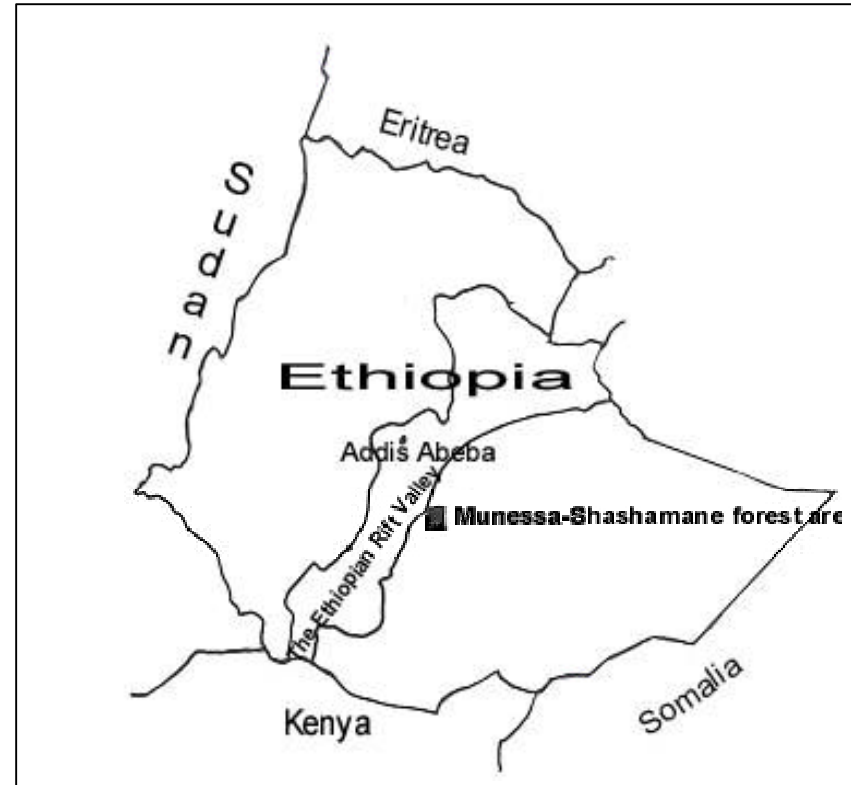 Eritrea
Sudan
Ethiopia
Addis Abeba
The Ethiopian Rift Valley
Munessa-Shashamane forest are
Somalia
Kenya